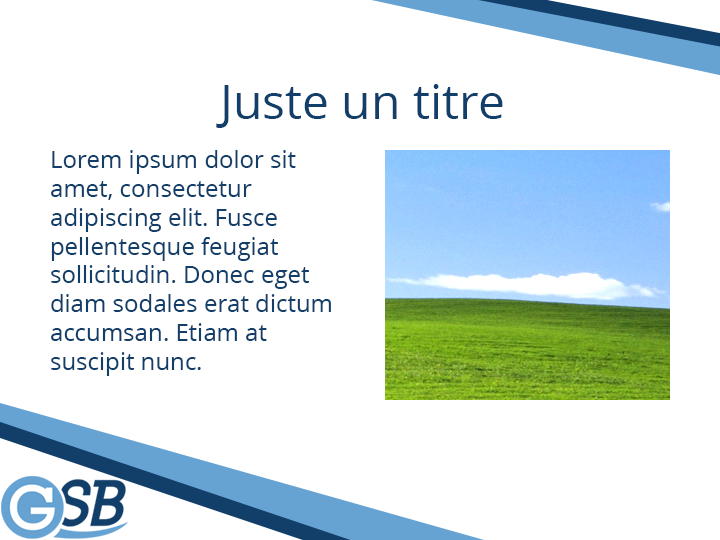 Juste un titre
Lorem ipsum dolor sit
amet, consectetur
adipiscing elit. Fusce
pellentesque feugiat
sollicitudin. Donec eget
diam sodales erat dictum
accumsan. Etiam at
suscipit nunc.
GSB